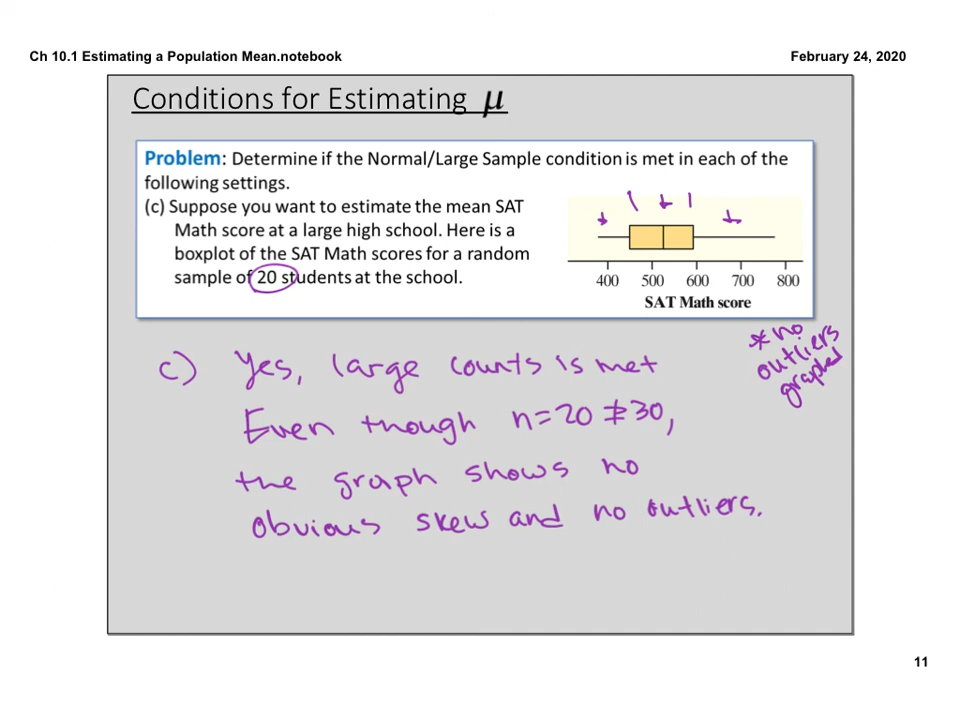 Ch 10.1 Estimating a Population Mean.notebook February 24, 2020
Conditions for Estimating μ
Problem: Determine if the Normal/Large Sample condition is met in each of the
following settings.
(c) Suppose you want to estimate the mean SAT
Math score at a large high school. Here is a
boxplot of the SAT Math scores for a random
sample of 20 students at the school.
400 500 600 700 800
SAT Math score
* no
outliers
graphed
c) Yes, large counts is met
Even though n=20 ≱ 30,
the graph shows no
obvious skew and no outliers.
11